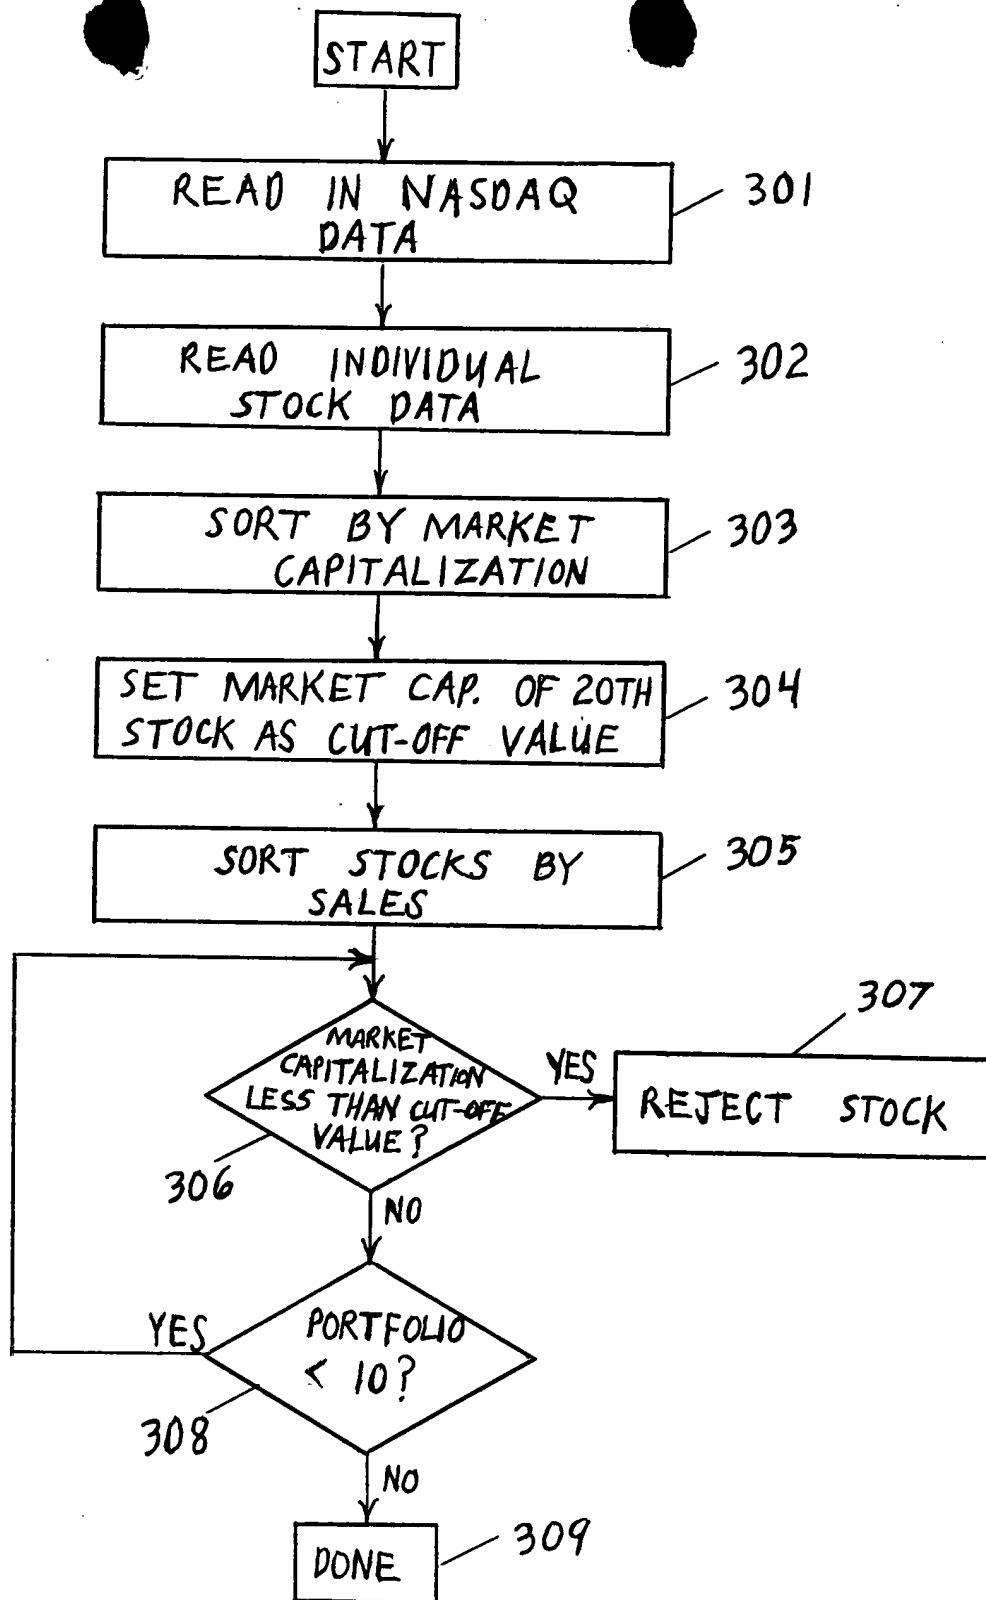 START
READ IN NASDAQ
DATA
301
READ INDIVIDUAL
STOCK DATA
302
SORT BY MARKET
CAPITALIZATION
303
SET MARKET CAP. OF 20TH
STOCK AS CUT-OFF VALUE
304
SORT STOCKS BY
SALES
305
MARKET
CAPITALIZATION
LESS THAN CUT-OFF
VALUE?
306
YES
307
REJECT STOCK
NO
PORTFOLIO
< 10?
YES
308
NO
DONE
309